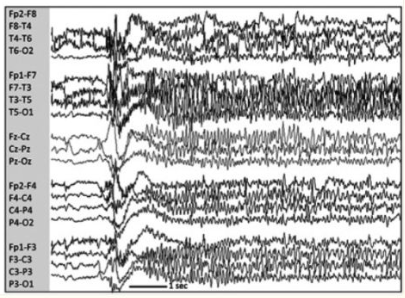 Fp2-F8
F8-T4
T4-T6
T6-O2
Fp1-F7
F7-T3
T3-T5
T5-O1
Fz-Cz
Cz-Pz
Pz-Oz
Fp2-F4
F4-C4
C4-P4
P4-O2
Fp1-F3
F3-C3
C3-P3
P3-O1
1 sec